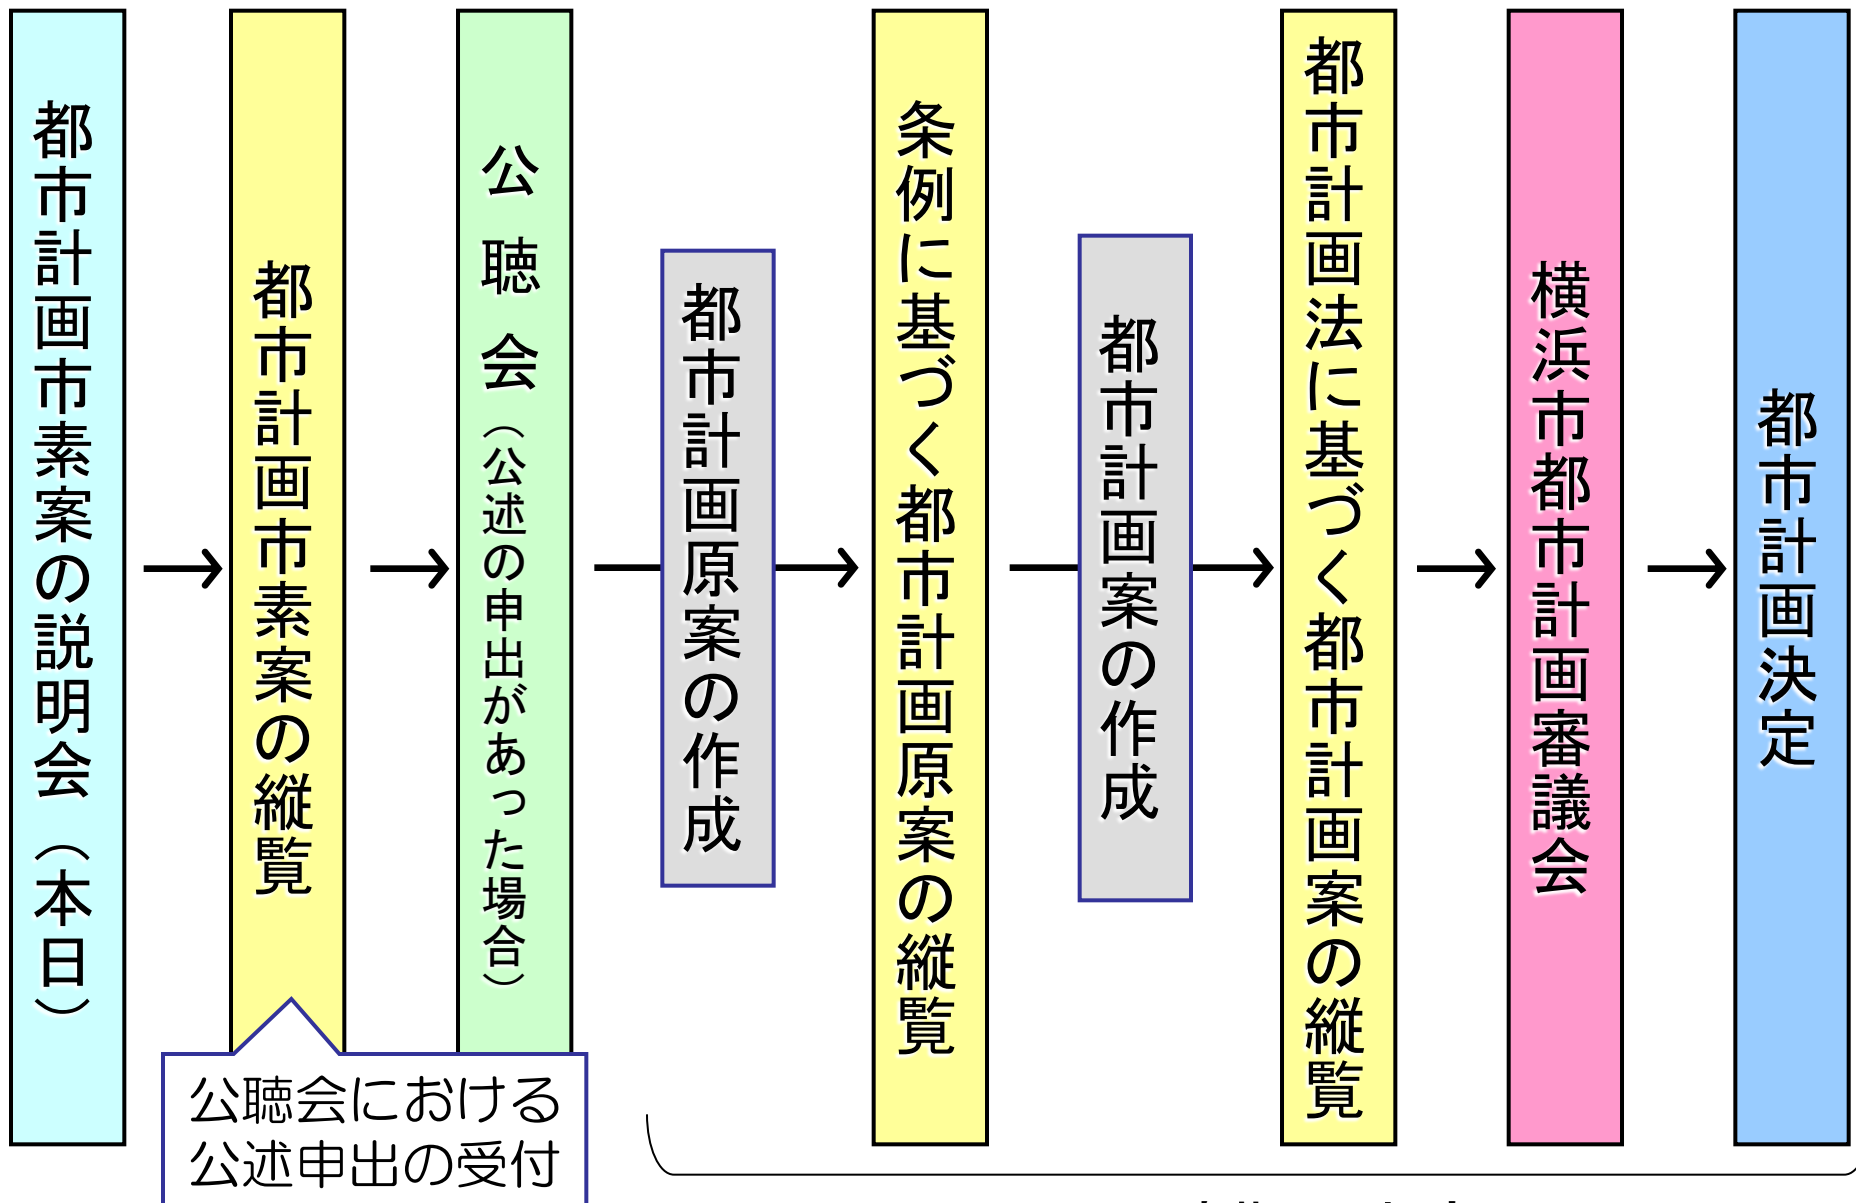 都市計画市素案の説明会（本日）
都市計画市素案の縦覧
公聴会（公述の申出があった場合）
都市計画原案の作成
条例に基づく都市計画原案の縦覧
都市計画案の作成
都市計画法に基づく都市計画案の縦覧
横浜市都市計画審議会
都市計画決定
公聴会における
公述申出の受付